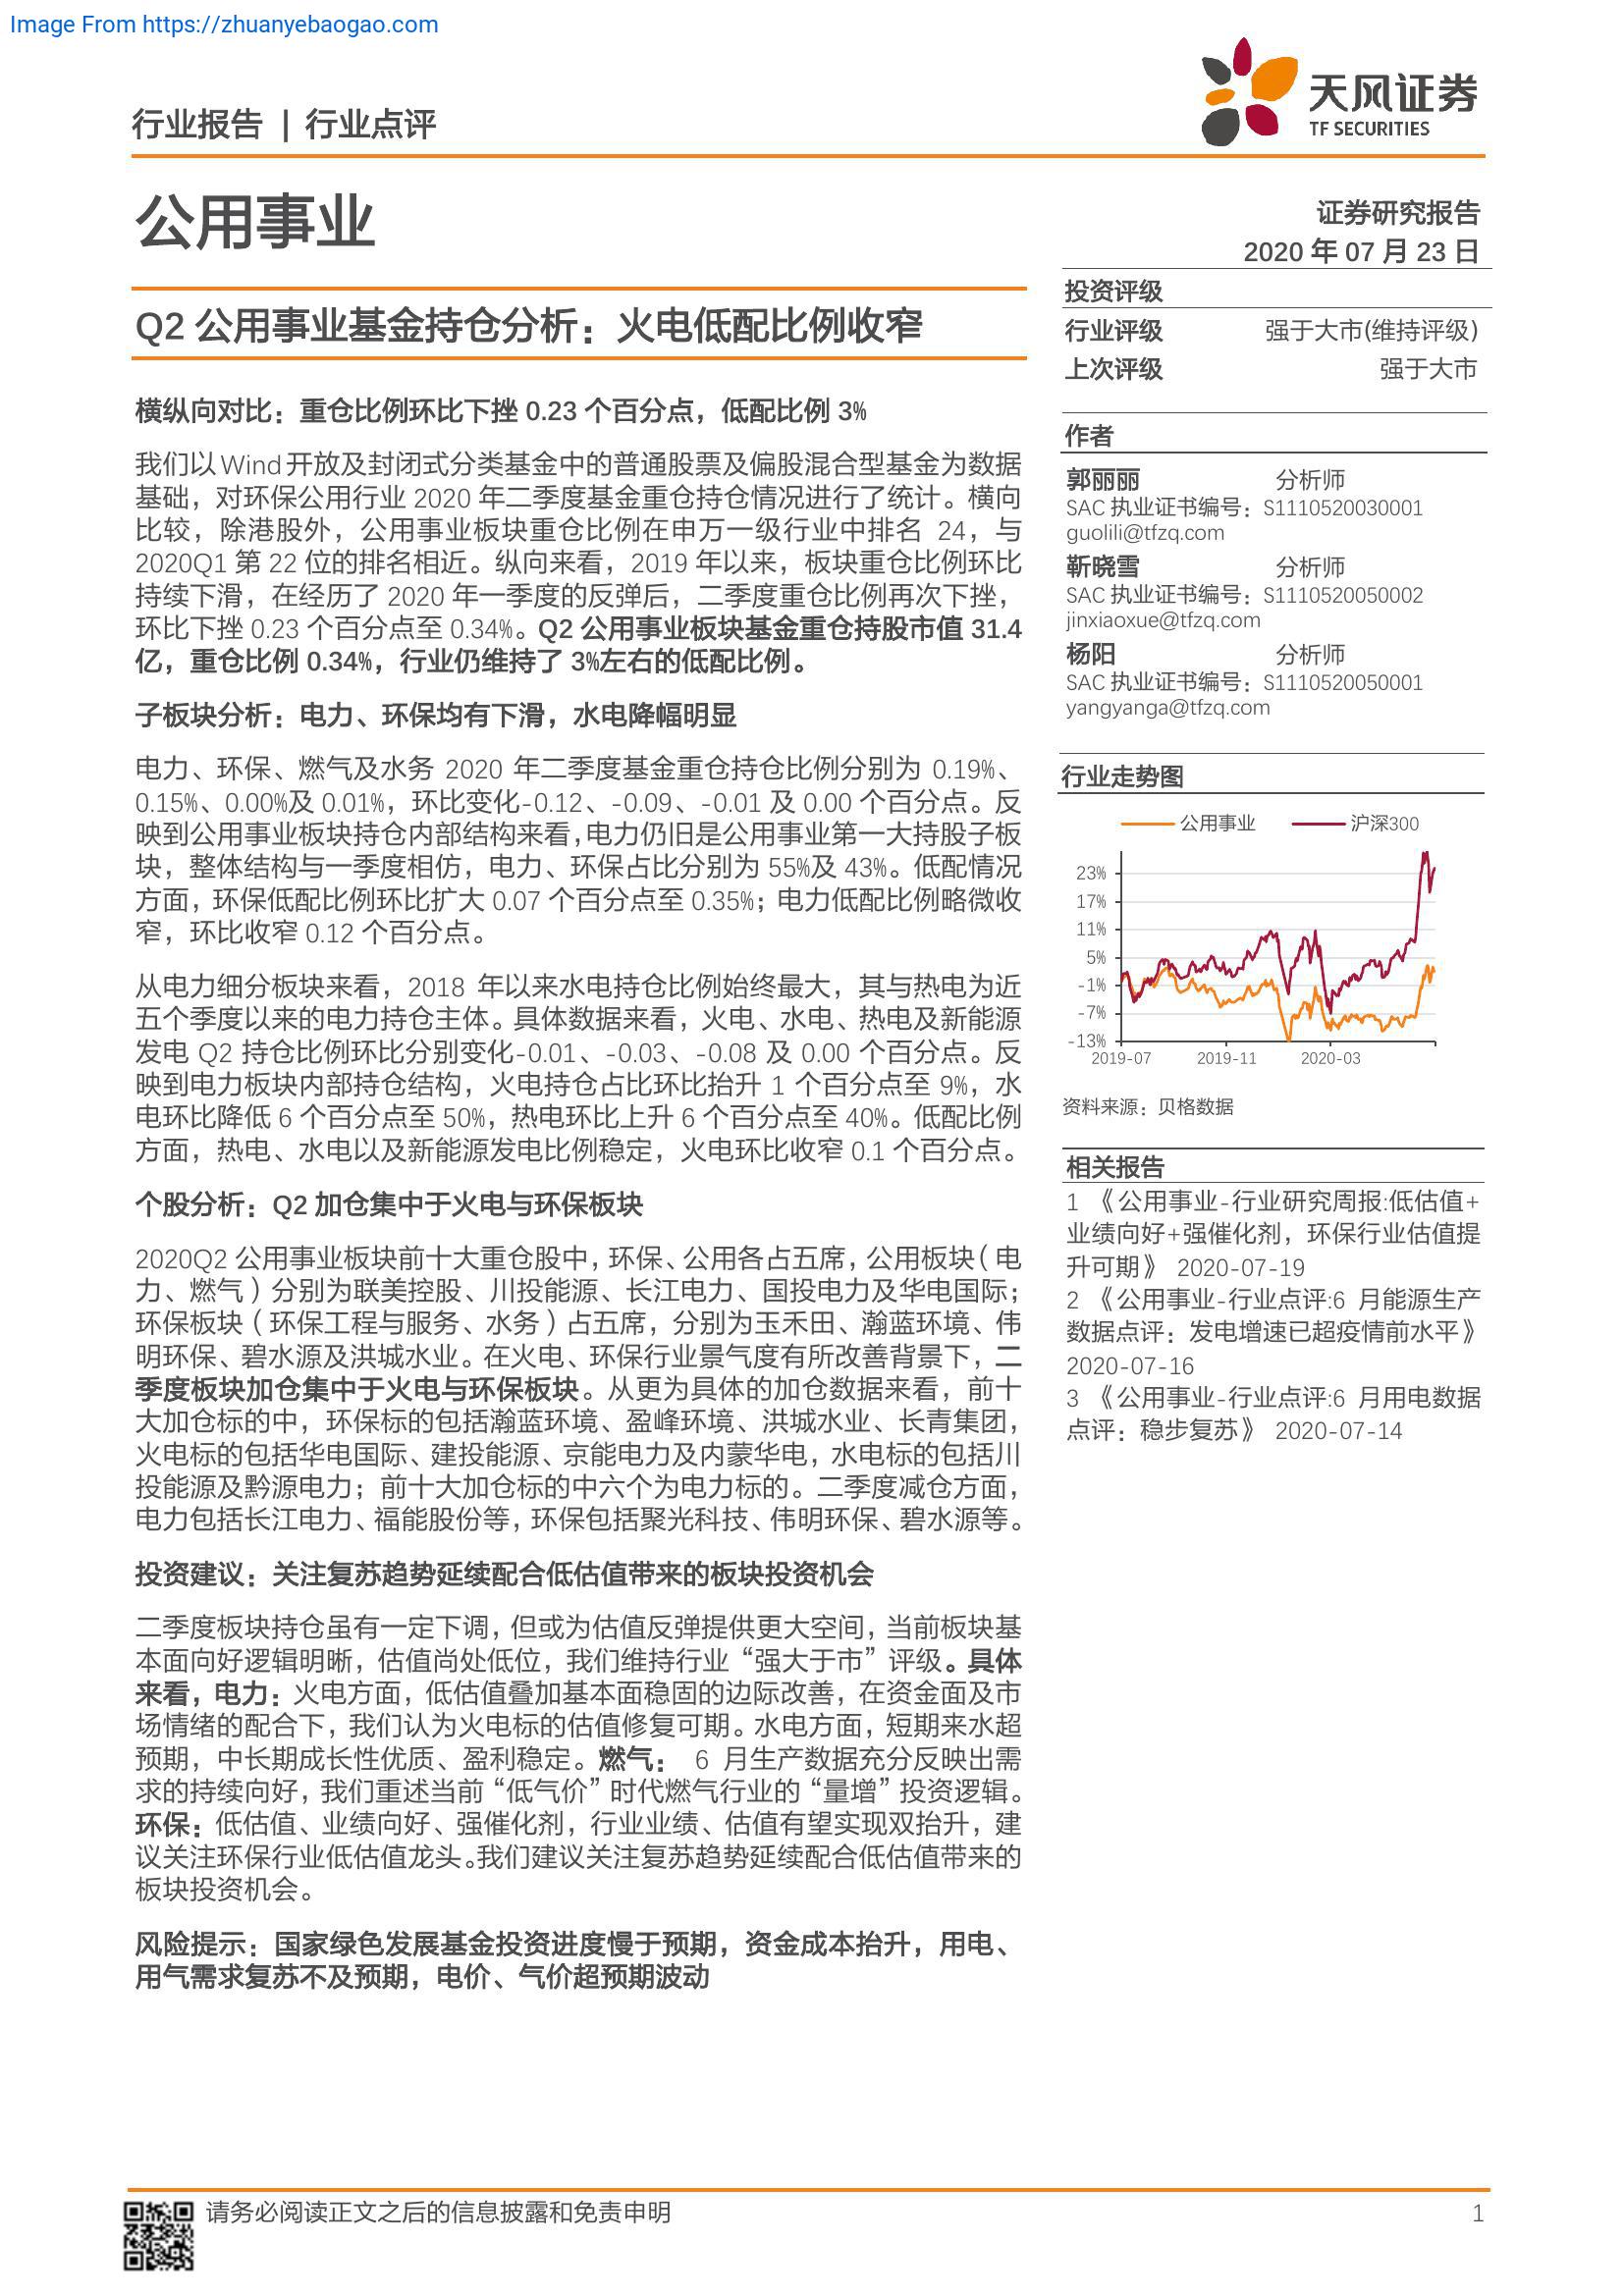 Image From https://zhuanyebaogao.com
行业报告 | 行业点评
天风证券
TF SECURITIES
公用事业
证券研究报告
2020 年 07 月 23 日
Q2 公用事业基金持仓分析：火电低配比例收窄
横纵向对比：重仓比例环比下挫 0.23 个百分点，低配比例 3%
我们以 Wind 开放及封闭式分类基金中的普通股票及偏股混合型基金为数据
基础，对环保公用行业 2020 年二季度基金重仓持仓情况进行了统计。横向
比较，除港股外，公用事业板块重仓比例在申万一级行业中排名 24，与
2020Q1 第 22 位的排名相近。纵向来看，2019 年以来，板块重仓比例环比
持续下滑，在经历了 2020 年一季度的反弹后，二季度重仓比例再次下挫，
环比下挫 0.23 个百分点至 0.34%。Q2 公用事业板块基金重仓持股市值 31.4
亿，重仓比例 0.34%，行业仍维持了 3%左右的低配比例。
子板块分析：电力、环保均有下滑，水电降幅明显
电力、环保、燃气及水务 2020 年二季度基金重仓持仓比例分别为 0.19%、
0.15%、0.00%及 0.01%，环比变化-0.12、-0.09、-0.01 及 0.00 个百分点。反
映到公用事业板块持仓内部结构来看，电力仍旧是公用事业第一大持股子板
块，整体结构与一季度相仿，电力、环保占比分别为 55%及 43%。低配情况
方面，环保低配比例环比扩大 0.07 个百分点至 0.35%；电力低配比例略微收
窄，环比收窄 0.12 个百分点。
从电力细分板块来看，2018 年以来水电持仓比例始终最大，其与热电为近
五个季度以来的电力持仓主体。具体数据来看，火电、水电、热电及新能源
发电 Q2 持仓比例环比分别变化-0.01、-0.03、-0.08 及 0.00 个百分点。反
映到电力板块内部持仓结构，火电持仓占比环比抬升 1 个百分点至 9%，水
电环比降低 6 个百分点至 50%，热电环比上升 6 个百分点至 40%。低配比例
方面，热电、水电以及新能源发电比例稳定，火电环比收窄 0.1 个百分点。
个股分析：Q2 加仓集中于火电与环保板块
2020Q2 公用事业板块前十大重仓股中，环保、公用各占五席，公用板块（电
力、燃气）分别为联美控股、川投能源、长江电力、国投电力及华电国际；
环保板块（环保工程与服务、水务）占五席，分别为玉禾田、瀚蓝环境、伟
明环保、碧水源及洪城水业。在火电、环保行业景气度有所改善背景下，二
季度板块加仓集中于火电与环保板块。从更为具体的加仓数据来看，前十
大加仓标的中，环保标的包括瀚蓝环境、盈峰环境、洪城水业、长青集团，
火电标的包括华电国际、建投能源、京能电力及内蒙华电，水电标的包括川
投能源及黔源电力；前十大加仓标的中六个为电力标的。二季度减仓方面，
电力包括长江电力、福能股份等，环保包括聚光科技、伟明环保、碧水源等。
投资建议：关注复苏趋势延续配合低估值带来的板块投资机会
二季度板块持仓虽有一定下调，但或为估值反弹提供更大空间，当前板块基
本面向好逻辑明晰，估值尚处低位，我们维持行业“强大于市”评级。具体
来看，电力：火电方面，低估值叠加基本面稳固的边际改善，在资金面及市
场情绪的配合下，我们认为火电标的估值修复可期。水电方面，短期来水超
预期，中长期成长性优质、盈利稳定。燃气： 6 月生产数据充分反映出需
求的持续向好，我们重述当前“低气价”时代燃气行业的“量增”投资逻辑。
环保：低估值、业绩向好、强催化剂，行业业绩、估值有望实现双抬升，建
议关注环保行业低估值龙头。我们建议关注复苏趋势延续配合低估值带来的
板块投资机会。
风险提示：国家绿色发展基金投资进度慢于预期，资金成本抬升，用电、
用气需求复苏不及预期，电价、气价超预期波动
投资评级
行业评级 强于大市(维持评级)
上次评级 强于大市
作者
郭丽丽 分析师
SAC 执业证书编号：S1110520030001
guolili@tfzq.com
靳晓雪 分析师
SAC 执业证书编号：S1110520050002
jinxiaoxue@tfzq.com
杨阳 分析师
SAC 执业证书编号：S1110520050001
yangyanga@tfzq.com
行业走势图
公用事业 沪深300
23%
17%
11%
5%
-1%
-7%
-13%
2019-07 2019-11 2020-03
资料来源：贝格数据
相关报告
1 《公用事业-行业研究周报:低估值+
业绩向好+强催化剂，环保行业估值提
升可期》 2020-07-19
2 《公用事业-行业点评:6 月能源生产
数据点评：发电增速已超疫情前水平》
2020-07-16
3 《公用事业-行业点评:6 月用电数据
点评：稳步复苏》 2020-07-14
请务必阅读正文之后的信息披露和免责申明 1